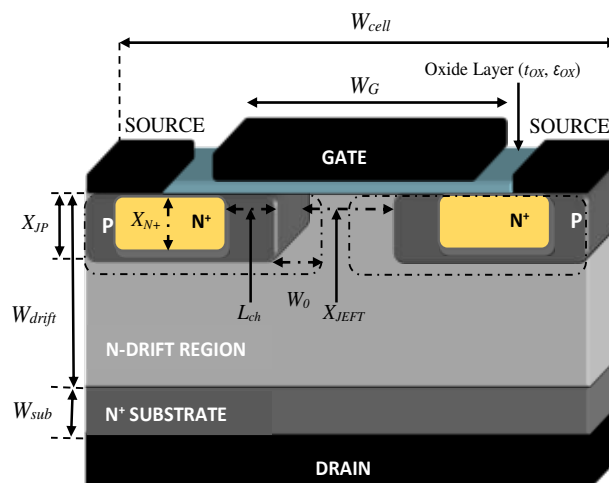 W_cell
Oxide Layer (t_OX, ε_OX)
W_G
SOURCE
SOURCE
GATE
X_JP
P
X_N+
N⁺
N⁺
P
W_drift
L_ch
W_0
X_JEFT
N-DRIFT REGION
W_sub
N⁺ SUBSTRATE
DRAIN